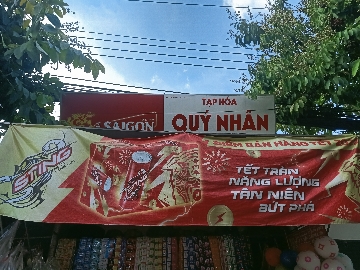 SAIGON
TẠP HÓA
QUÝ NHÂN
STING
TẾT TRÀN
NĂNG LƯỢNG
TÂN NIÊN
BỨT PHÁ